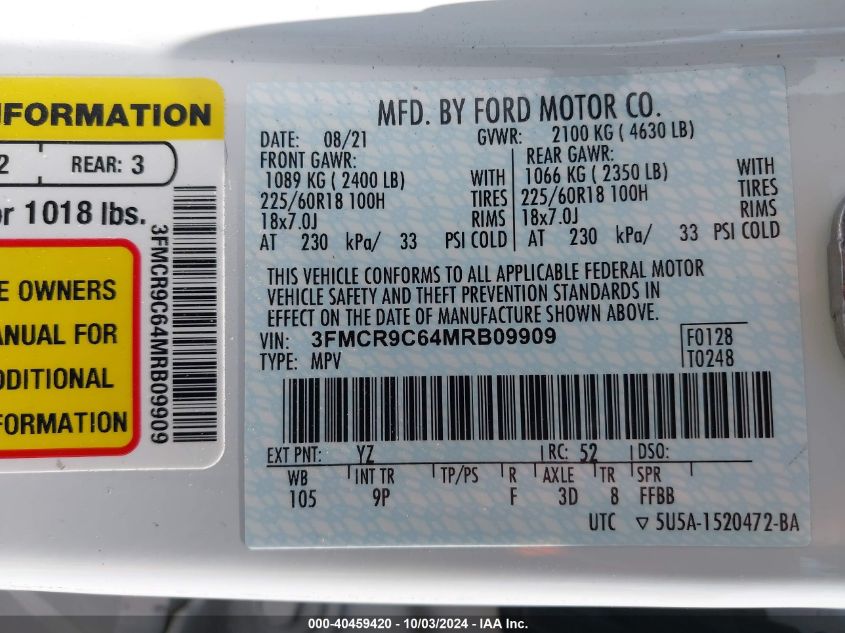 NFORMATION
2 REAR: 3
or 1018 lbs.
E OWNERS
ANUAL FOR
DDITIONAL
FORMATION
3FMCR9C64MRB09909
MFD. BY FORD MOTOR CO.
DATE: 08/21 GVWR: 2100 KG ( 4630 LB)
FRONT GAWR: REAR GAWR:
1089 KG ( 2400 LB) WITH 1066 KG ( 2350 LB) WITH
225/60R18 100H TIRES 225/60R18 100H TIRES
18x7.0J RIMS 18x7.0J RIMS
AT 230 kPa/ 33 PSI COLD AT 230 kPa/ 33 PSI COLD
THIS VEHICLE CONFORMS TO ALL APPLICABLE FEDERAL MOTOR
VEHICLE SAFETY AND THEFT PREVENTION STANDARDS IN
EFFECT ON THE DATE OF MANUFACTURE SHOWN ABOVE.
VIN: 3FMCR9C64MRB09909 F0128
TYPE: MPV T0248
EXT PNT: YZ RC: 52 DSO:
WB INT TR TP/PS R AXLE TR SPR
105 9P F 3D 8 FFBB
UTC ▽ 5U5A-1520472-BA
000-40459420 - 10/03/2024 - IAA Inc.